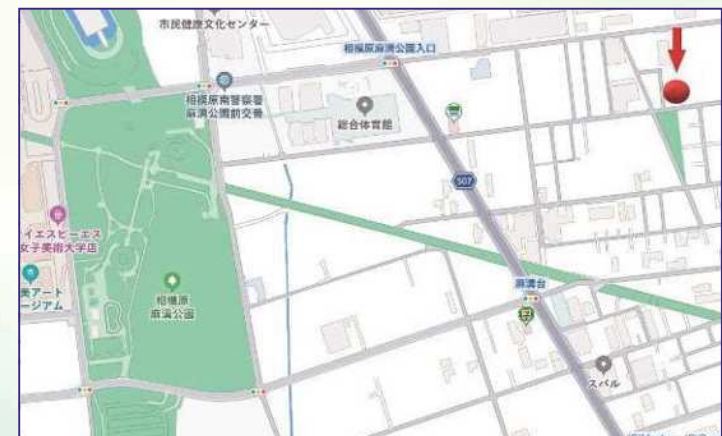 市民健康文化センター
相模原麻溝公園入口
相模原南警察署
麻溝公園前交番
総合体育館
507
イエスピーエス
女子美術大学店
美アート
ージアム
相模原
麻溝公園
麻溝台
スバル